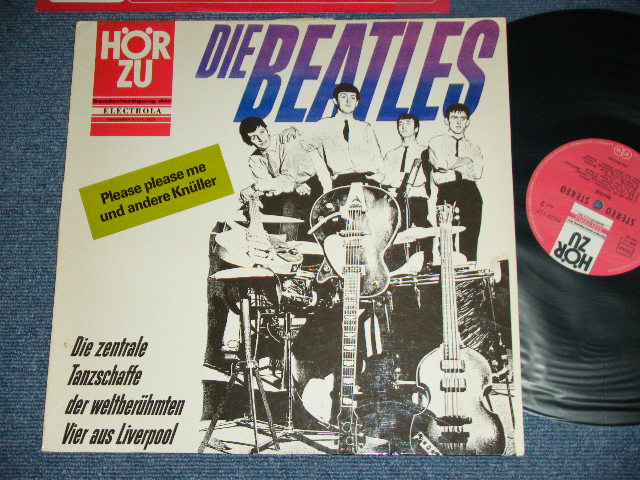 HÖR
ZU
Sonderfertigung der
ELECTROLA
DIE BEATLES
Please please me
und andere Knüller
Die zentrale
Tanzschaffe
der weltberühmten
Vier aus Liverpool
STEREO STEREO
HÖR
ZU